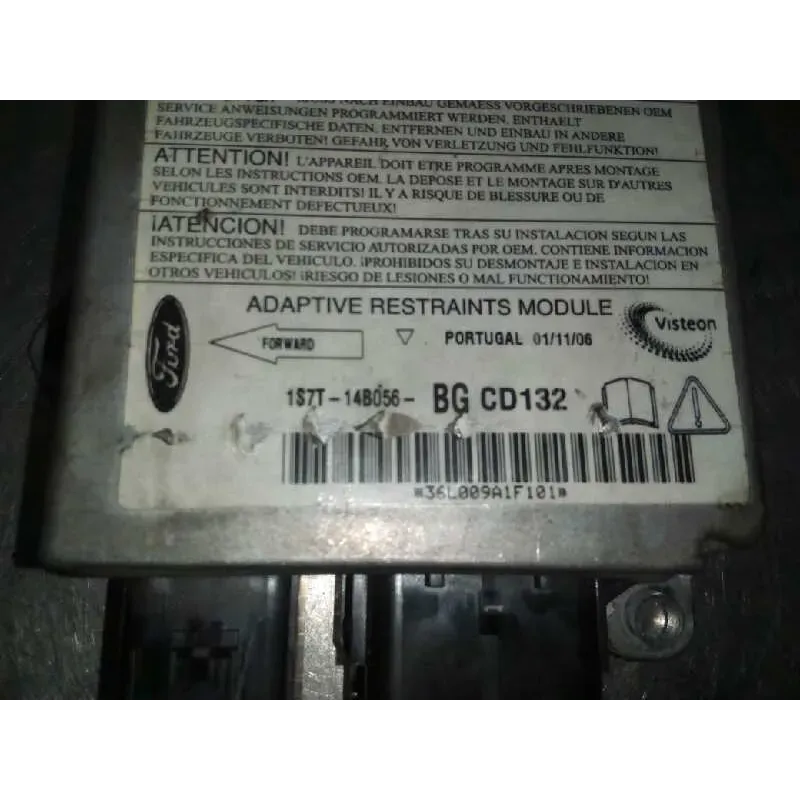 NACH EINBAU GEMAESS VORGESCHRIEBENEN OEM
SERVICE ANWEISUNGEN PROGRAMMIERT WERDEN, ENTHAELT
FAHRZEUGSPEZIFISCHE DATEN, ENTFERNEN UND EINBAU IN ANDERE
FAHRZEUGE VERBOTEN! GEFAHR VON VERLETZUNG UND FEHLFUNKTION!
ATTENTION! L'APPAREIL DOIT ETRE PROGRAMME APRES MONTAGE
SELON LES INSTRUCTIONS OEM. LA DEPOSE ET LE MONTAGE SUR D'AUTRES
VEHICULES SONT INTERDITS! IL Y A RISQUE DE BLESSURE OU DE
FONCTIONNEMENT DEFECTUEUX!
¡ATENCION! DEBE PROGRAMARSE TRAS SU INSTALACION SEGUN LAS
INSTRUCCIONES DE SERVICIO AUTORIZADAS POR OEM. CONTIENE INFORMACION
ESPECIFICA DEL VEHICULO. ¡PROHIBIDOS SU DESMONTAJE E INSTALACION EN
OTROS VEHICULOS! ¡RIESGO DE LESIONES O MAL FUNCIONAMIENTO!
ADAPTIVE RESTRAINTS MODULE
Ford
FORWARD
PORTUGAL 01/11/06
Visteon
1S7T-14B056- BG CD132
*36L009A1F101*